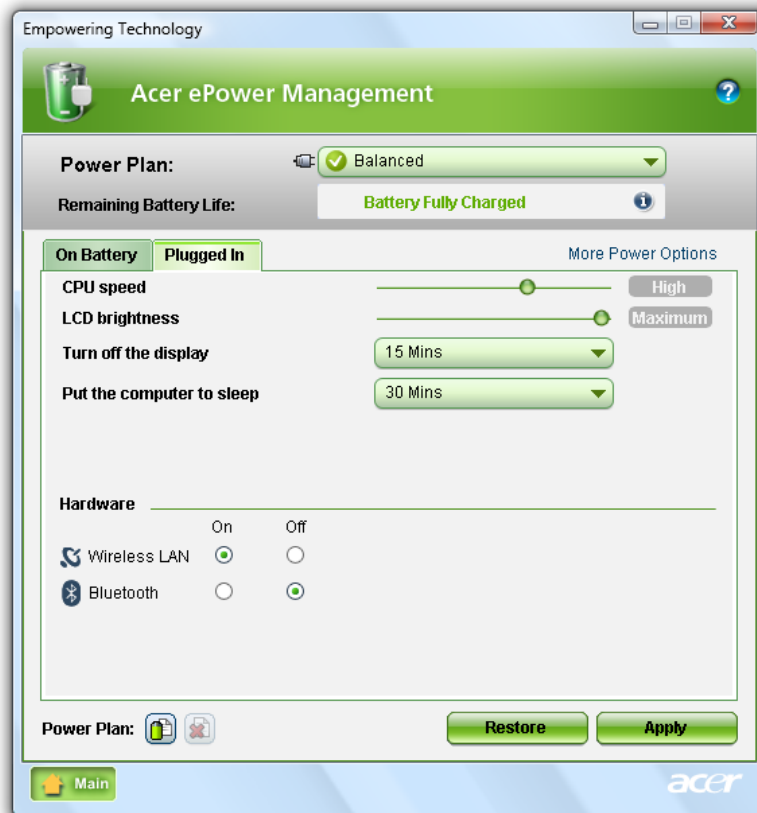 Empowering Technology
Acer ePower Management
Power Plan: Balanced
Remaining Battery Life: Battery Fully Charged
On Battery Plugged In More Power Options
CPU speed High
LCD brightness Maximum
Turn off the display 15 Mins
Put the computer to sleep 30 Mins
Hardware
On Off
Wireless LAN
Bluetooth
Power Plan: Restore Apply
Main acer